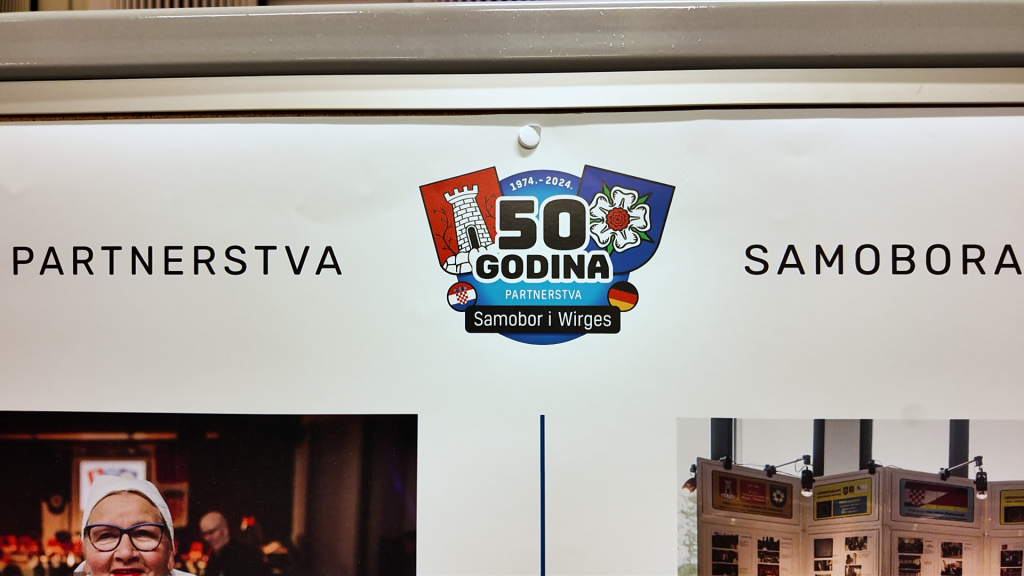 PARTNERSTVA
1974.-2024.
50
GODINA
PARTNERSTVA
Samobor i Wirges
SAMOBORA